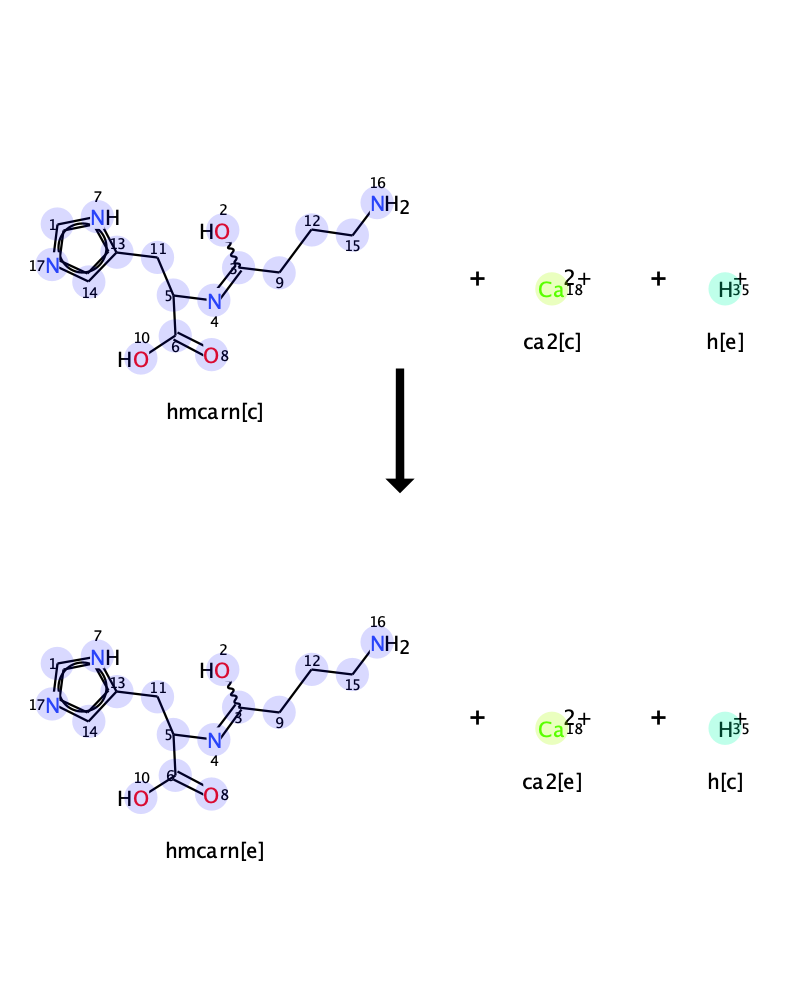 16
NH2
7
2
1 NH HO 12
13 11 15
17 N 3 9 + Ca 2+ 18 + H + 35
14 5 N
4
10 6
HO O 8
ca2[c] h[e]
hmcarn[c]
16
NH2
7
2
1 NH HO 12
13 11 15
17 N 3 9 + Ca 2+ 18 + H + 35
14 5 N
4
10 6
HO O 8
ca2[e] h[c]
hmcarn[e]